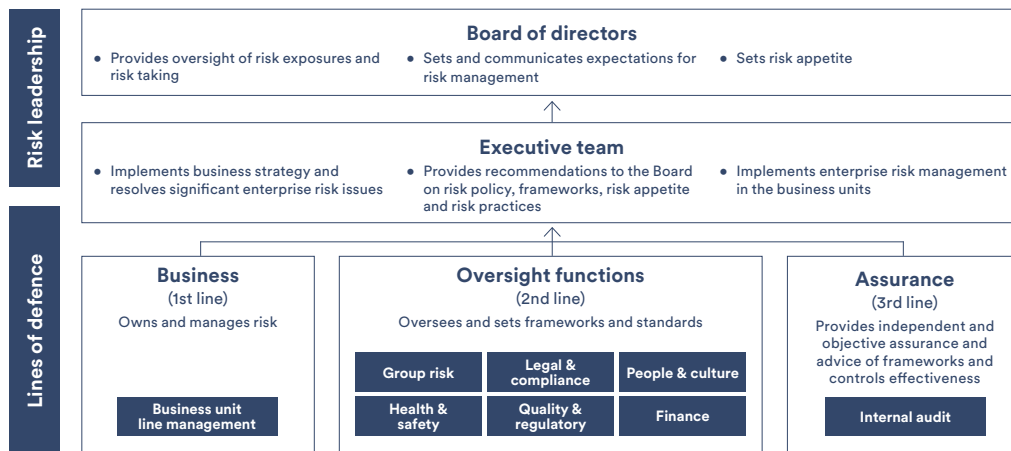 Risk leadership
Board of directors
• Provides oversight of risk exposures and
risk taking
• Sets and communicates expectations for
risk management
• Sets risk appetite
Executive team
• Implements business strategy and
resolves significant enterprise risk issues
• Provides recommendations to the Board
on risk policy, frameworks, risk appetite
and risk practices
• Implements enterprise risk management
in the business units
Lines of defence
Business
(1st line)
Owns and manages risk
Business unit
line management
Oversight functions
(2nd line)
Oversees and sets frameworks and standards
Group risk
Legal &
compliance
People & culture
Health &
safety
Quality &
regulatory
Finance
Assurance
(3rd line)
Provides independent and
objective assurance and
advice of frameworks and
controls effectiveness
Internal audit